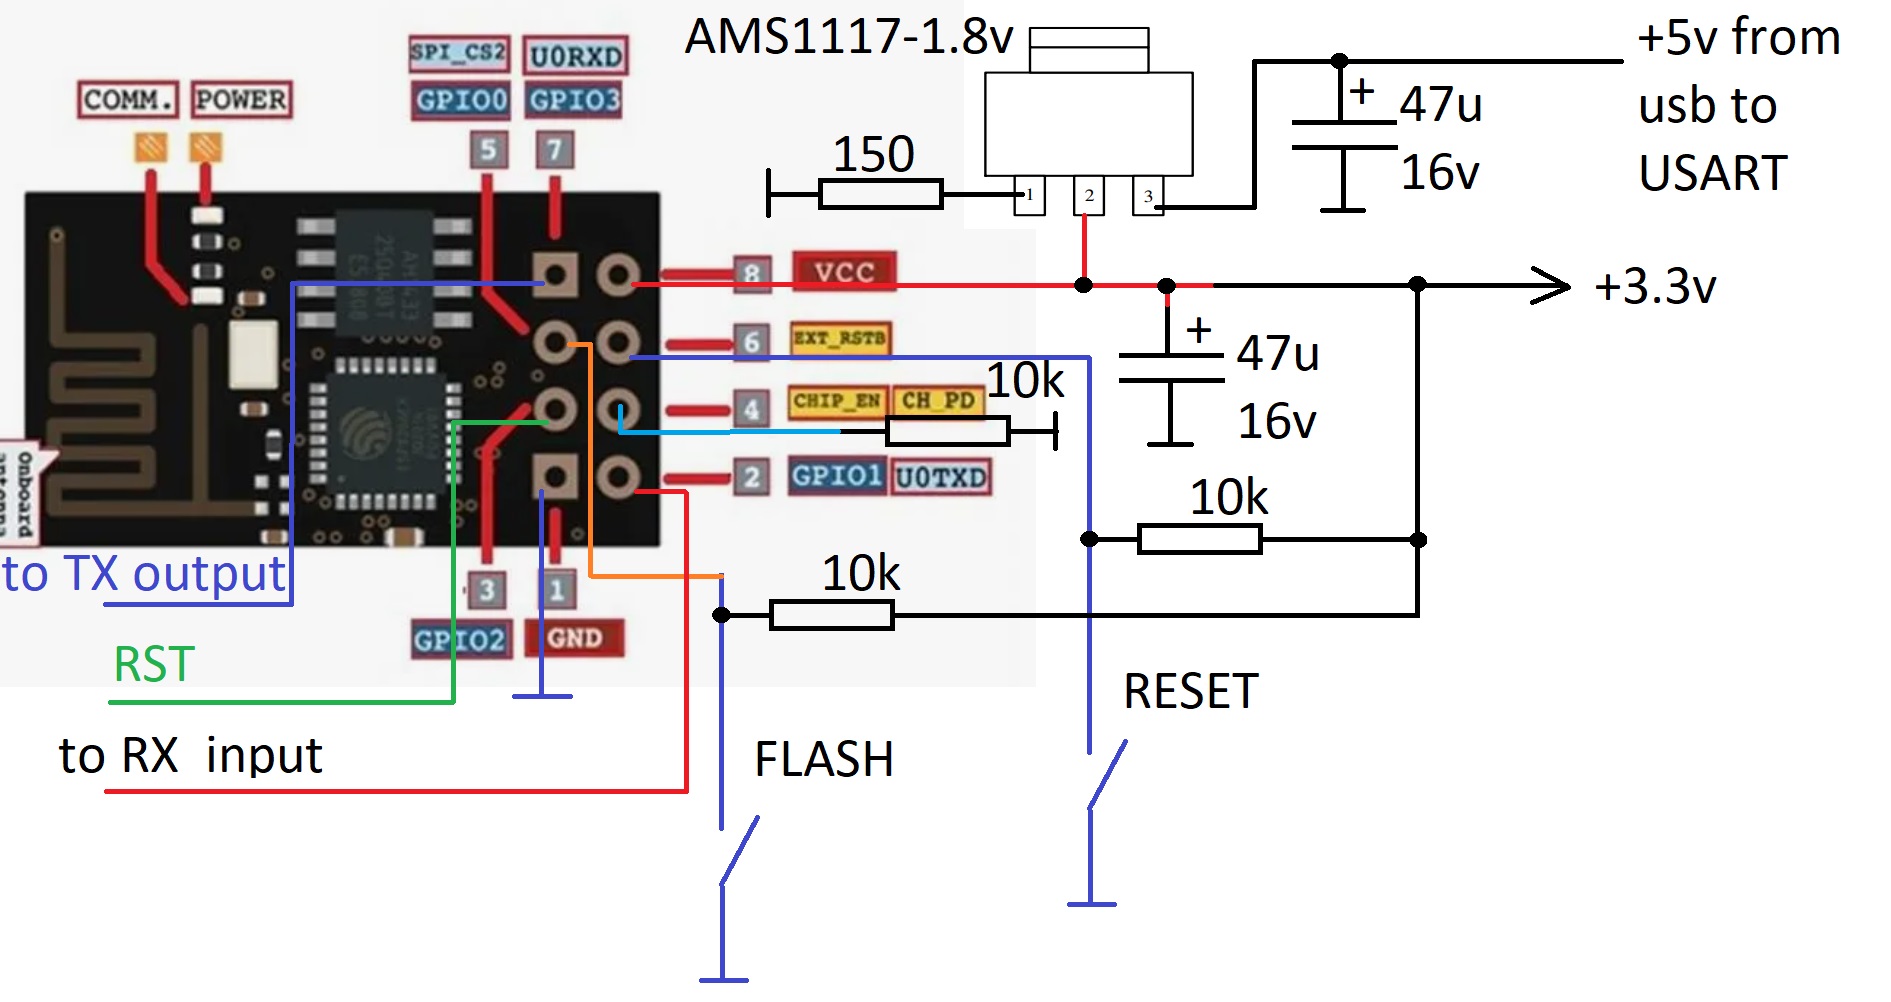 AMS1117-1.8v
+5v from
usb to
USART
SPI_CS2
U0RXD
COMM.
POWER
GPIO0
GPIO3
5
7
47u
16v
150
1
2
3
8
VCC
+3.3v
6
EXT_RSTB
47u
16v
10k
4
CHIP_EN
CH_PD
2
GPIO1
U0TXD
10k
Onboard
to TX output
3
1
10k
GPIO2
GND
RST
RESET
to RX input
FLASH